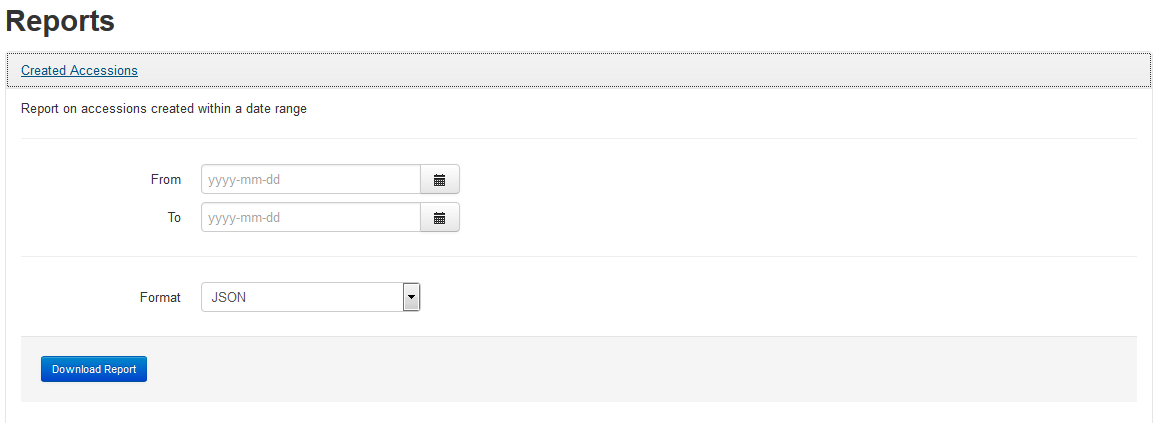 Reports
Created Accessions
Report on accessions created within a date range
From yyyy-mm-dd
To yyyy-mm-dd
Format JSON
Download Report